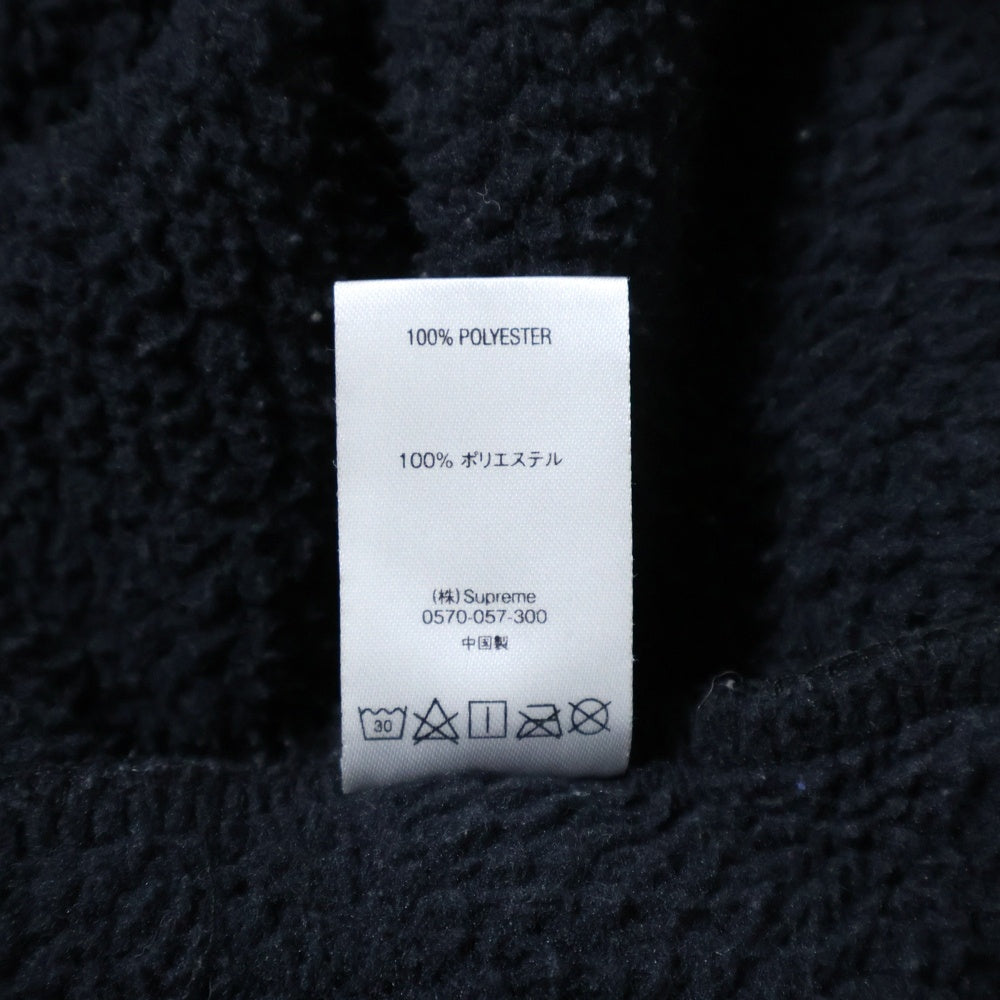 100% POLYESTER
100% ポリエステル
(株)Supreme
0570-057-300
中国製
30